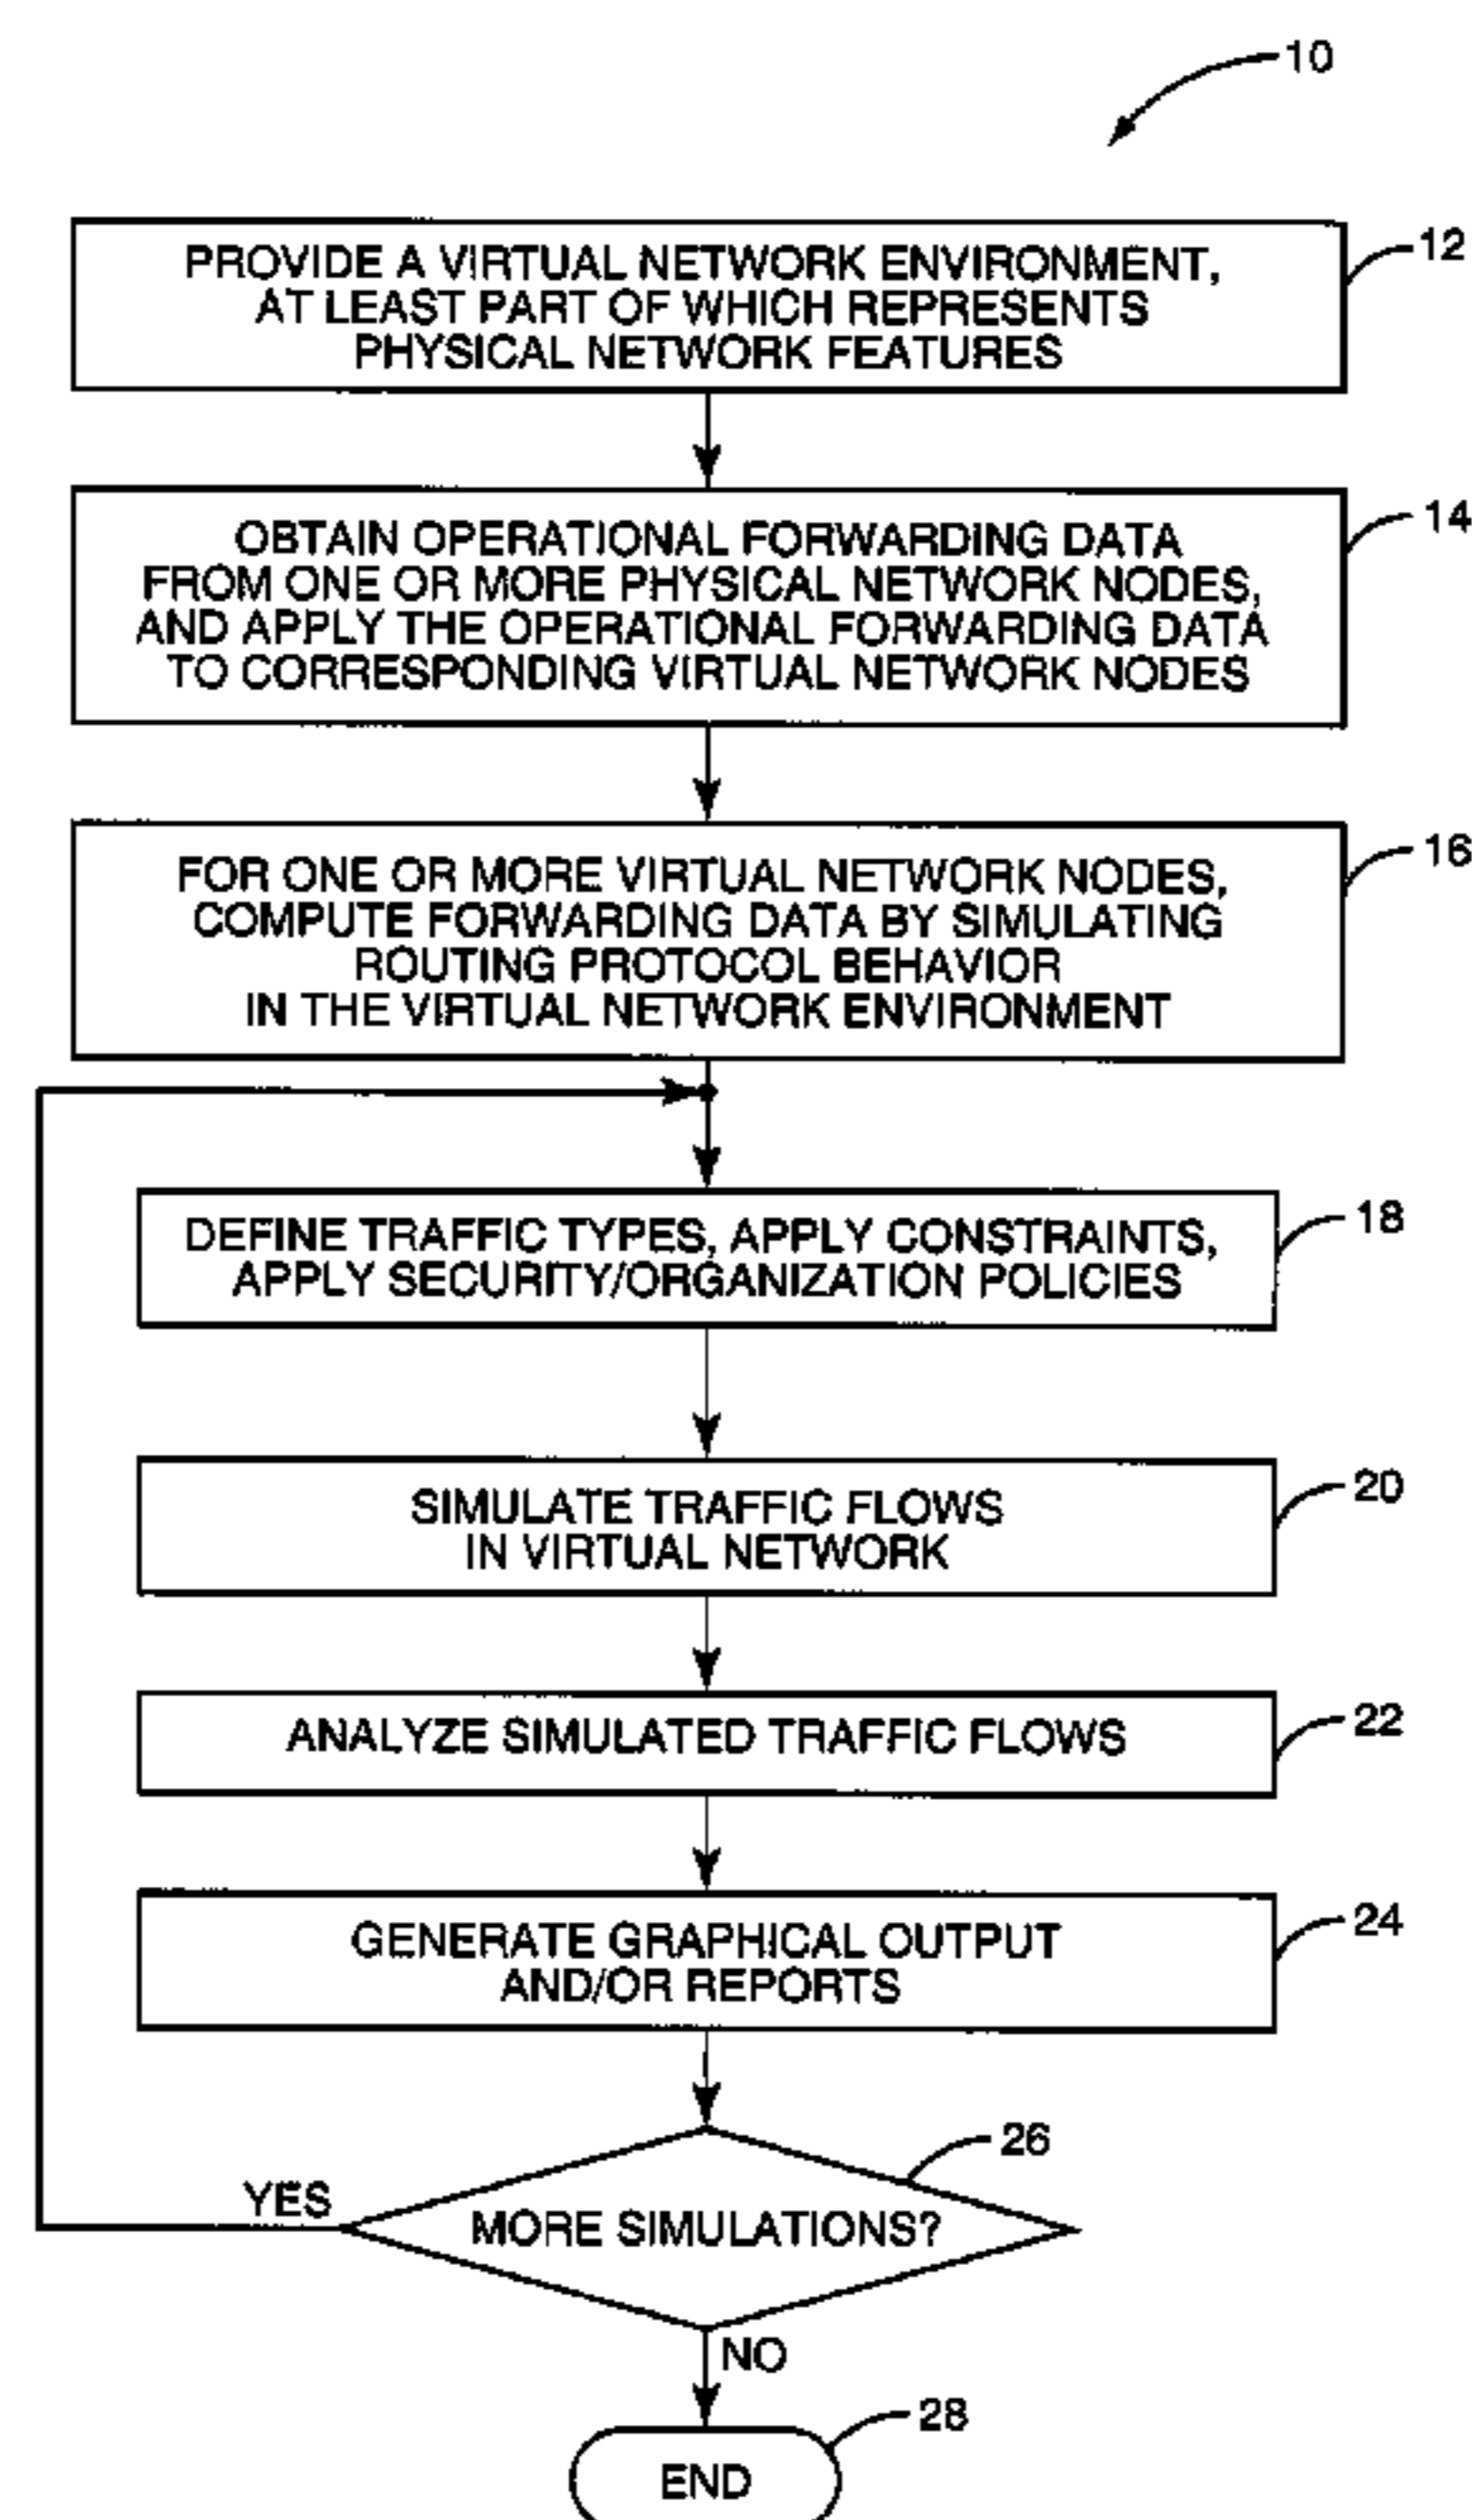 10
PROVIDE A VIRTUAL NETWORK ENVIRONMENT,
AT LEAST PART OF WHICH REPRESENTS
PHYSICAL NETWORK FEATURES
12
OBTAIN OPERATIONAL FORWARDING DATA
FROM ONE OR MORE PHYSICAL NETWORK NODES,
AND APPLY THE OPERATIONAL FORWARDING DATA
TO CORRESPONDING VIRTUAL NETWORK NODES
14
FOR ONE OR MORE VIRTUAL NETWORK NODES,
COMPUTE FORWARDING DATA BY SIMULATING
ROUTING PROTOCOL BEHAVIOR
IN THE VIRTUAL NETWORK ENVIRONMENT
16
DEFINE TRAFFIC TYPES, APPLY CONSTRAINTS,
APPLY SECURITY/ORGANIZATION POLICIES
18
SIMULATE TRAFFIC FLOWS
IN VIRTUAL NETWORK
20
ANALYZE SIMULATED TRAFFIC FLOWS
22
GENERATE GRAPHICAL OUTPUT
AND/OR REPORTS
24
MORE SIMULATIONS?
26
YES
NO
END
28